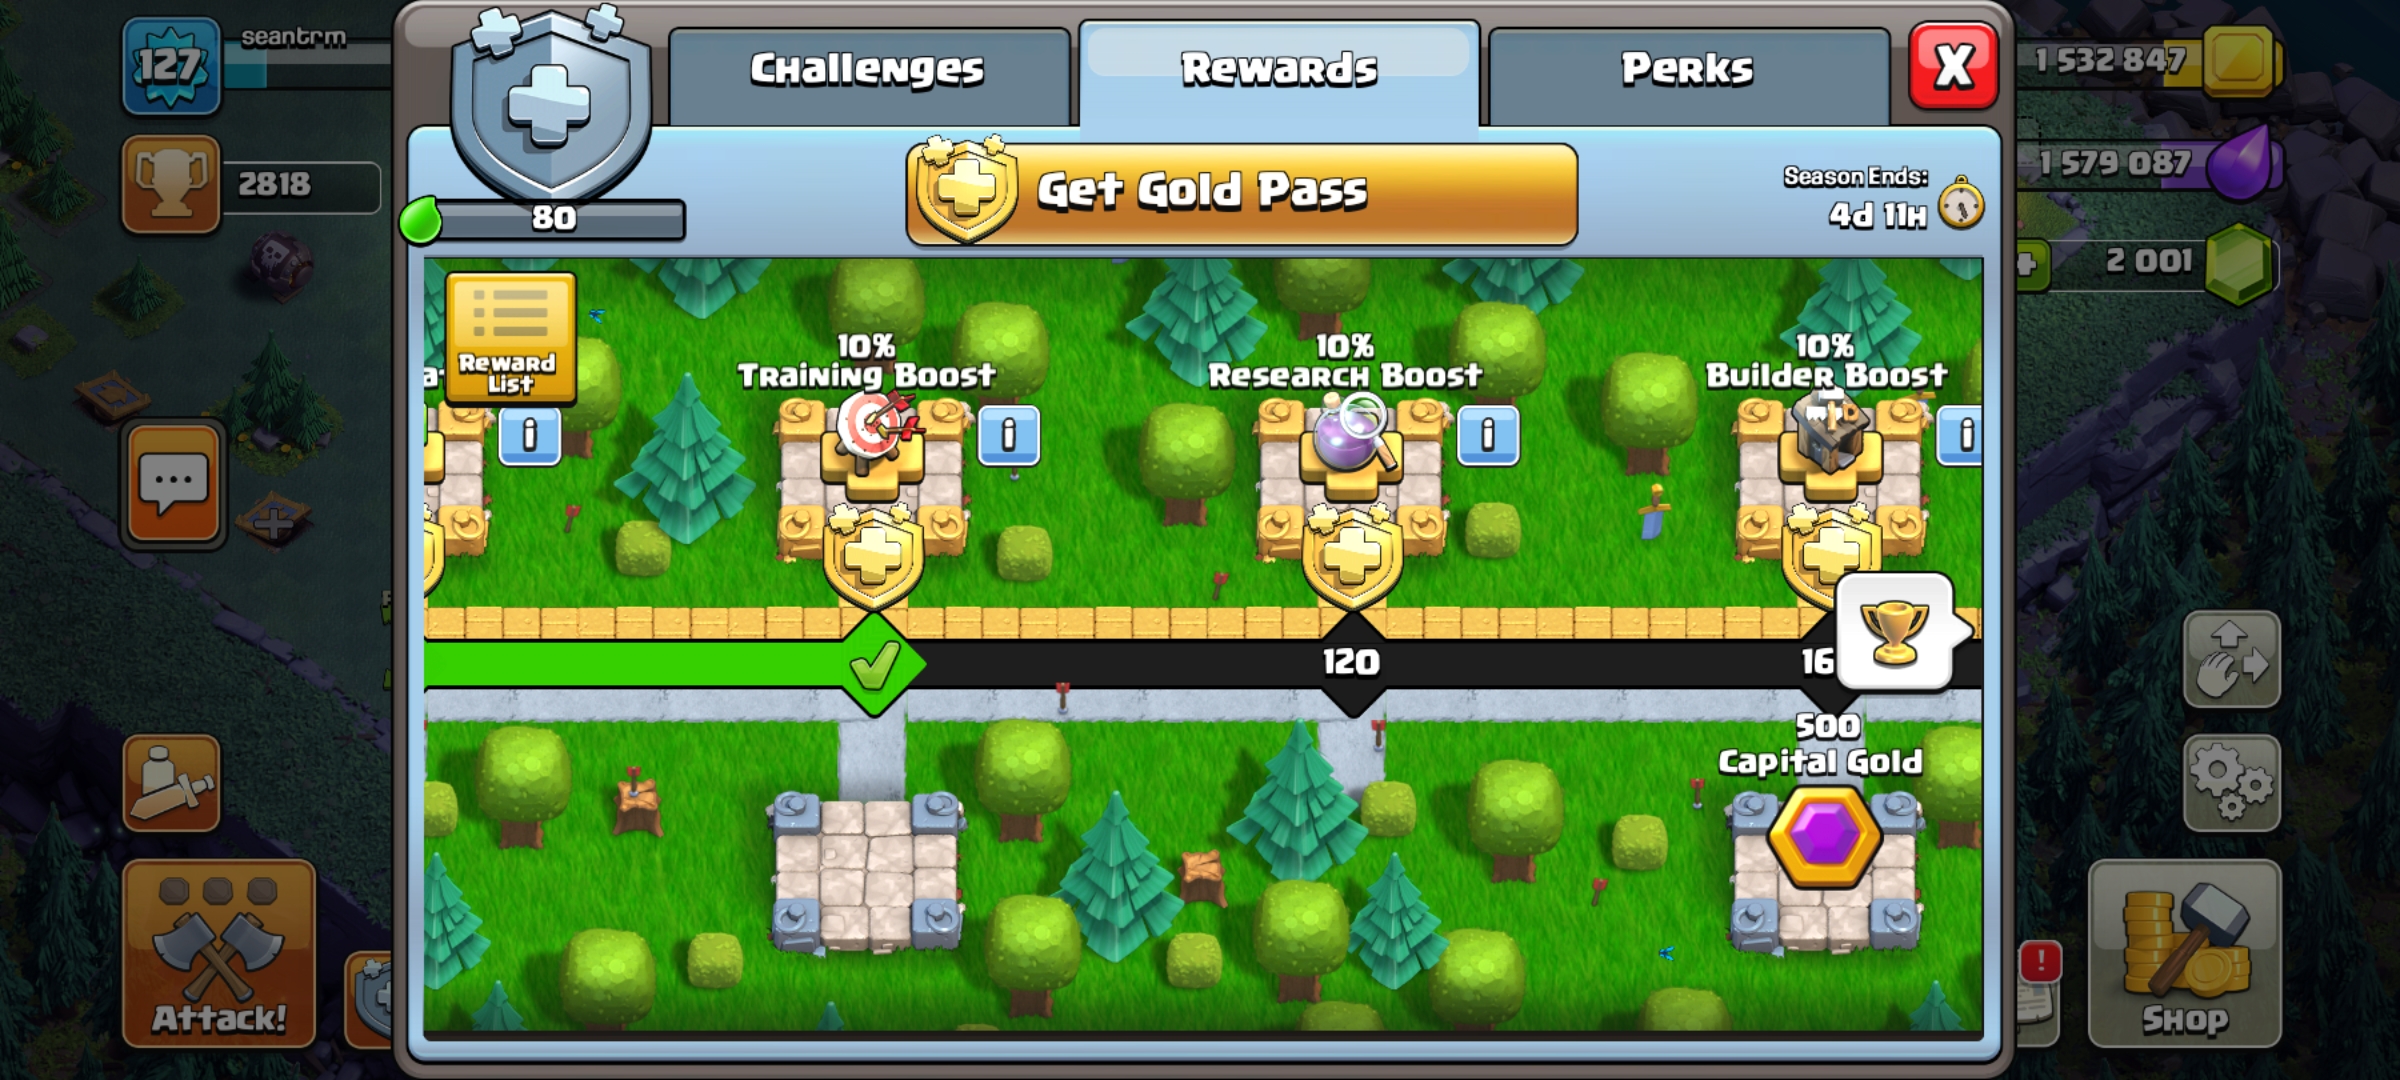 127
seantrm
2818
Challenges
Rewards
Perks
X
1 532 847
1 579 087
2 001
80
Get Gold Pass
Season Ends:
4d 11H
Reward
List
10%
Training Boost
10%
Research Boost
10%
Builder Boost
i
i
i
i
120
16
500
Capital Gold
Attack!
!
Shop